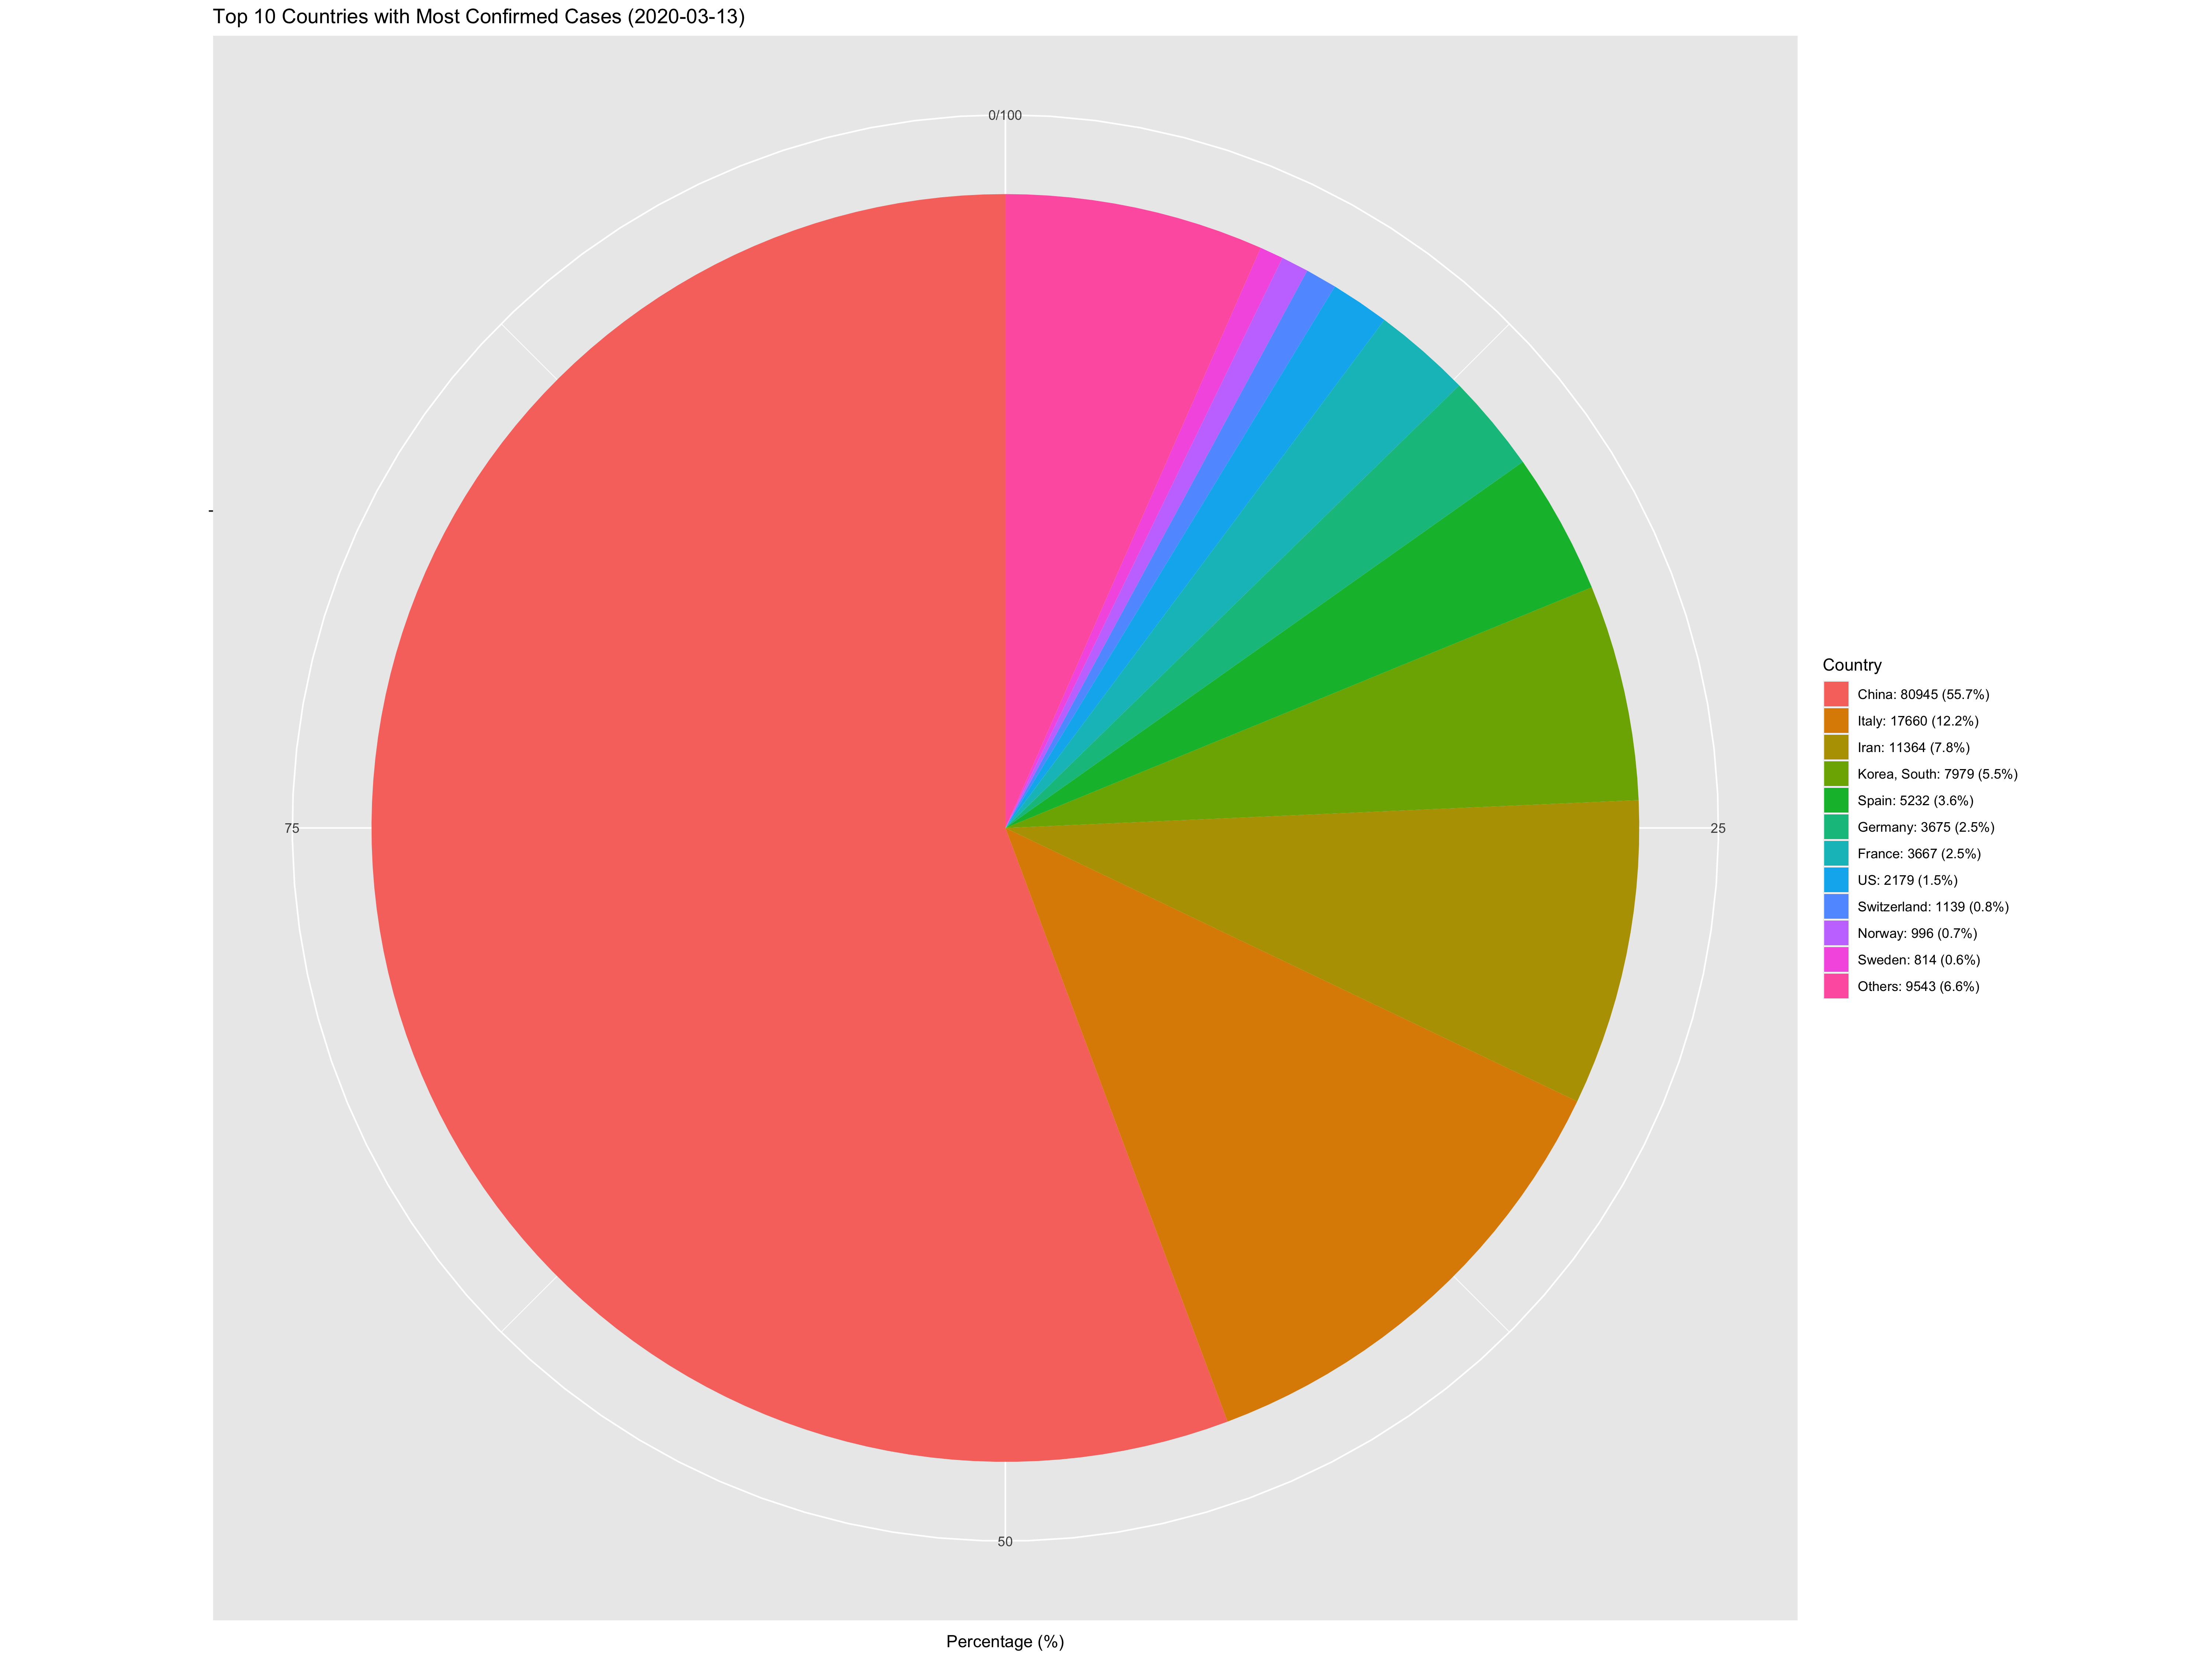 Top 10 Countries with Most Confirmed Cases (2020-03-13)
0/100
75
25
50
Percentage (%)
Country
China: 80945 (55.7%)
Italy: 17660 (12.2%)
Iran: 11364 (7.8%)
Korea, South: 7979 (5.5%)
Spain: 5232 (3.6%)
Germany: 3675 (2.5%)
France: 3667 (2.5%)
US: 2179 (1.5%)
Switzerland: 1139 (0.8%)
Norway: 996 (0.7%)
Sweden: 814 (0.6%)
Others: 9543 (6.6%)